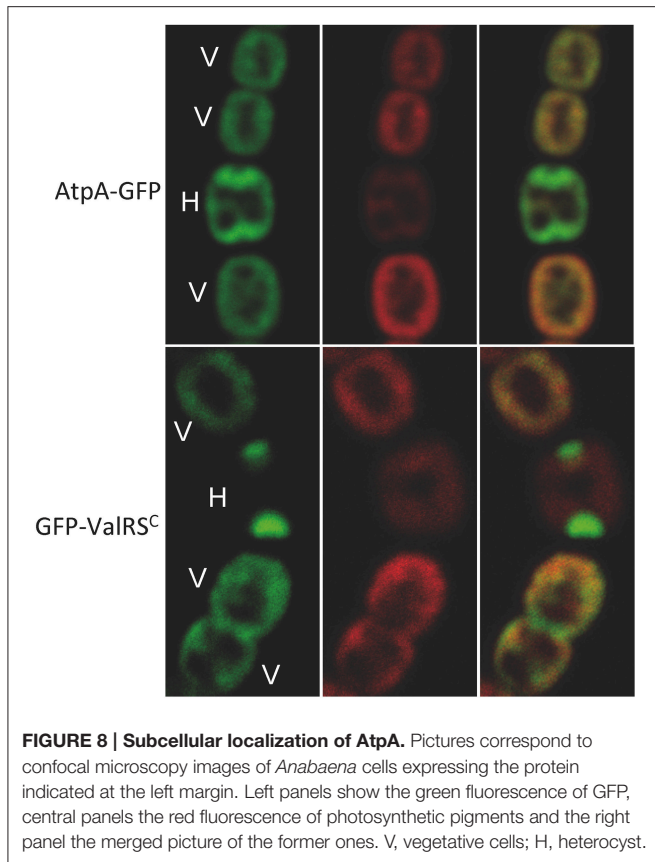 V
V
AtpA-GFP
H
V
V
H
GFP-ValRSᶜ
V
V
FIGURE 8 | Subcellular localization of AtpA. Pictures correspond to
confocal microscopy images of Anabaena cells expressing the protein
indicated at the left margin. Left panels show the green fluorescence of GFP,
central panels the red fluorescence of photosynthetic pigments and the right
panel the merged picture of the former ones. V, vegetative cells; H, heterocyst.